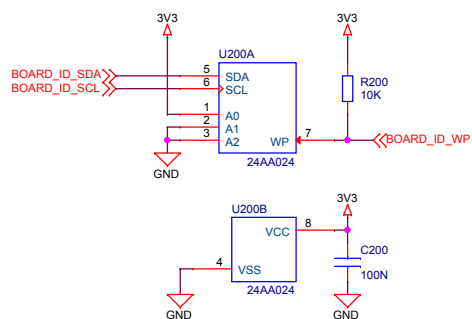 3V3
3V3
U200A
BOARD_ID_SDA
5
SDA
BOARD_ID_SCL
6
SCL
R200
10K
1
A0
2
A1
3
A2
WP
7
BOARD_ID_WP
GND
24AA024
3V3
U200B
VCC
8
C200
100N
4
VSS
24AA024
GND
GND